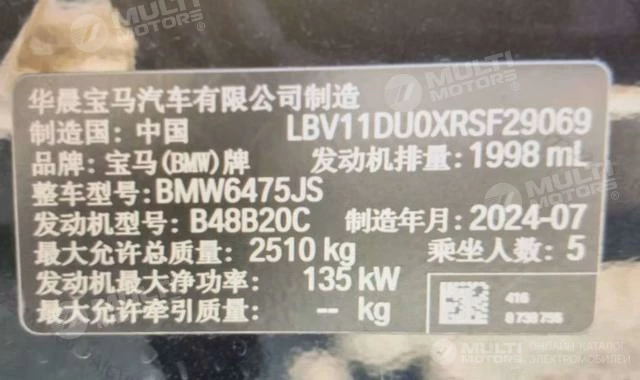 华晨宝马汽车有限公司制造
制造国: 中国 LBV11DU0XRSF29069
品牌: 宝马(BMW)牌 发动机排量: 1998 mL
整车型号: BMW6475JS
发动机型号: B48B20C 制造年月: 2024-07
最大允许总质量: 2510 kg 乘坐人数: 5
发动机最大净功率: 135 kW
最大允许牵引质量: -- kg
416
8 739 756
MULTI MOTORS
ОНЛАЙН-КАТАЛОГ
ЭЛЕКТРОМОБИЛЕЙ